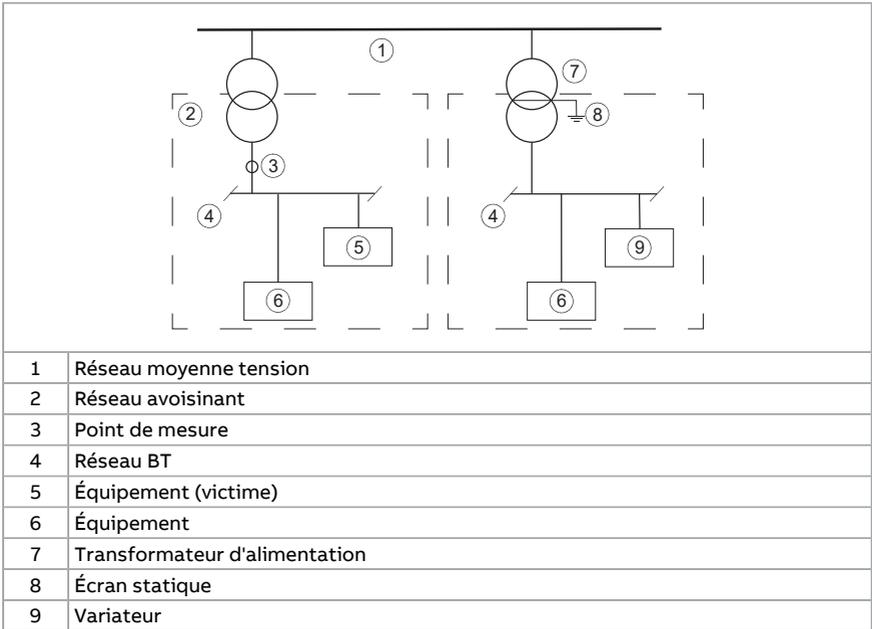 1
7
2
8
3
4
4
5
9
6
6
1 Réseau moyenne tension
2 Réseau avoisinant
3 Point de mesure
4 Réseau BT
5 Équipement (victime)
6 Équipement
7 Transformateur d'alimentation
8 Écran statique
9 Variateur